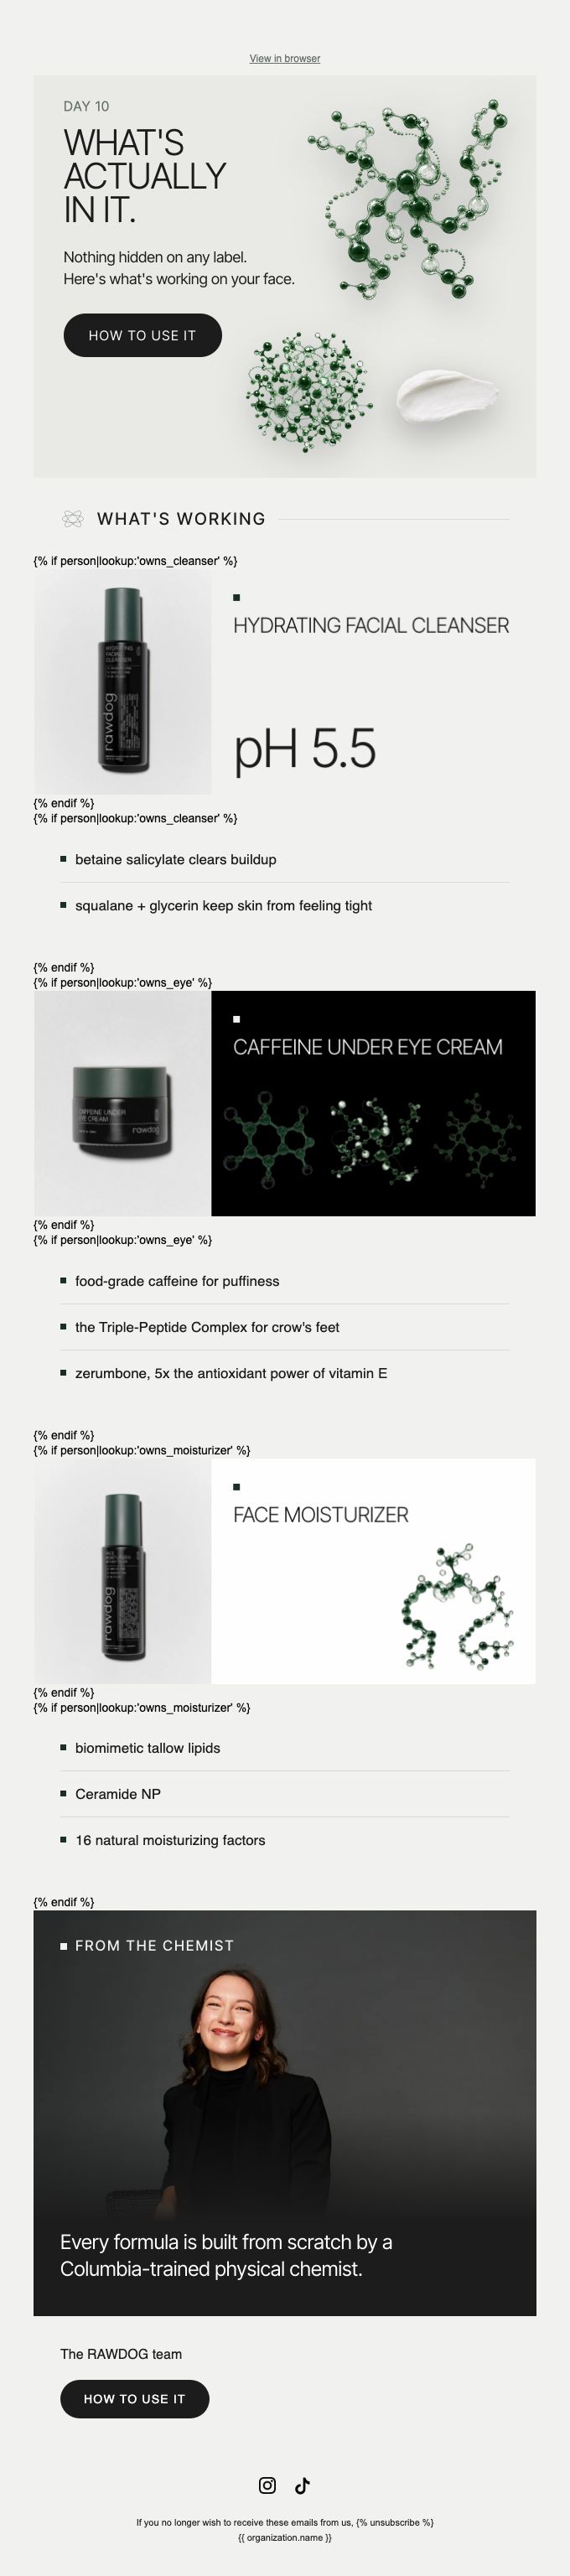 View in browser
DAY 10
WHAT'S
ACTUALLY
IN IT.
Nothing hidden on any label.
Here's what's working on your face.
HOW TO USE IT
WHAT'S WORKING
{% if person|lookup:'owns_cleanser' %}
HYDRATING
FACIAL
CLEANSER
rawdog
HYDRATING FACIAL CLEANSER
pH 5.5
{% endif %}
{% if person|lookup:'owns_cleanser' %}
betaine salicylate clears buildup
squalane + glycerin keep skin from feeling tight
{% endif %}
{% if person|lookup:'owns_eye' %}
CAFFEINE UNDER
EYE CREAM
rawdog
CAFFEINE UNDER EYE CREAM
{% endif %}
{% if person|lookup:'owns_eye' %}
food-grade caffeine for puffiness
the Triple-Peptide Complex for crow's feet
zerumbone, 5x the antioxidant power of vitamin E
{% endif %}
{% if person|lookup:'owns_moisturizer' %}
rawdog
FACE MOISTURIZER
{% endif %}
{% if person|lookup:'owns_moisturizer' %}
biomimetic tallow lipids
Ceramide NP
16 natural moisturizing factors
{% endif %}
FROM THE CHEMIST
Every formula is built from scratch by a
Columbia-trained physical chemist.
The RAWDOG team
HOW TO USE IT
If you no longer wish to receive these emails from us, {% unsubscribe %}
{{ organization.name }}